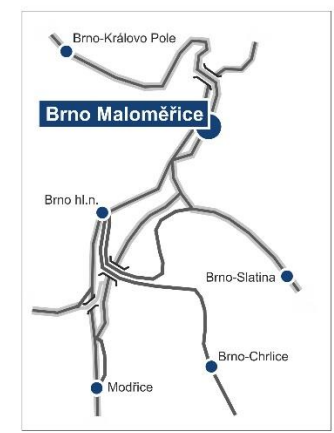 Brno-Královo Pole
Brno Maloměřice
Brno hl.n.
Brno-Slatina
Brno-Chrlice
Modřice